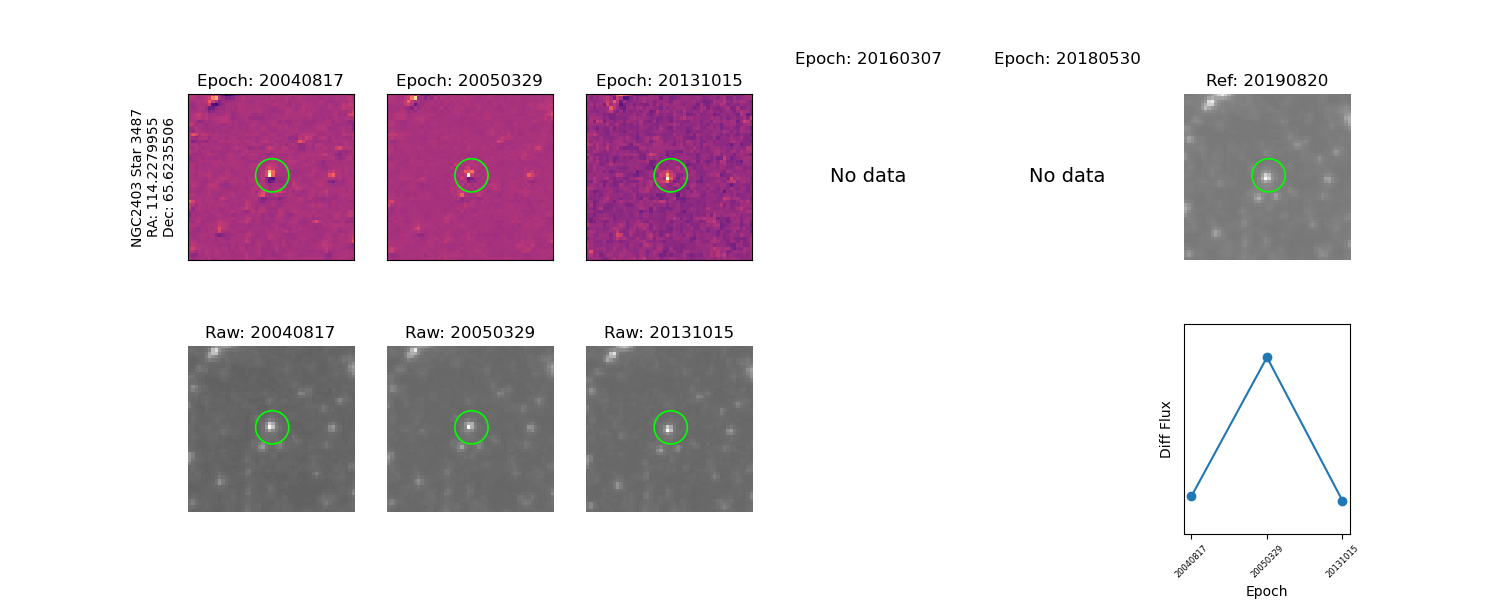 Epoch: 20040817
Epoch: 20050329
Epoch: 20131015
Epoch: 20160307
Epoch: 20180530
Ref: 20190820
NGC2403 Star 3487
RA: 114.2279955
Dec: 65.6235506
No data
No data
Raw: 20040817
Raw: 20050329
Raw: 20131015
Diff Flux
20040817
20050329
20131015
Epoch